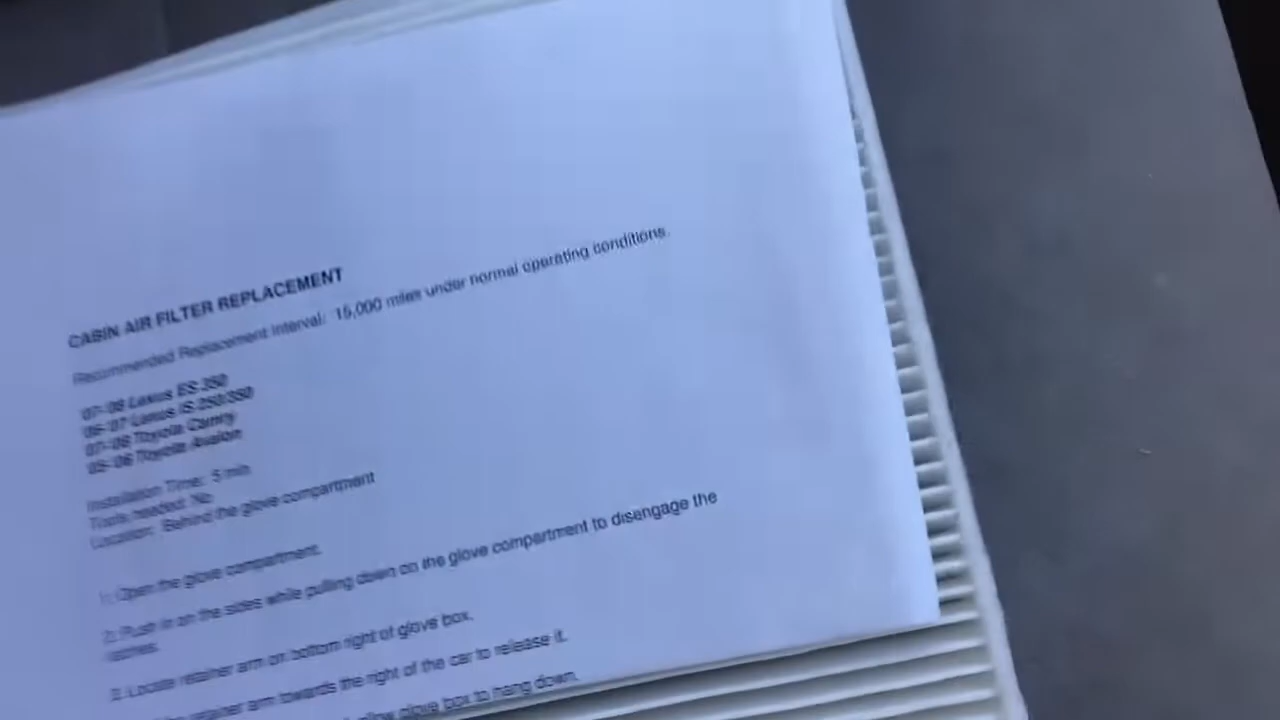 CABIN AIR FILTER REPLACEMENT
Recommended Replacement Interval: 15,000 miles under normal operating conditions.
07-08 Lexus ES 350
06-07 Lexus IS 250/350
07-08 Toyota Camry
05-06 Toyota Avalon
Installation Time: 5 min
Tools needed: No
Location: Behind the glove compartment
1. Open the glove compartment.
2. Push in on the sides while pulling down on the glove compartment to disengage the
3. Locate retainer arm on bottom right of glove box.
retainer arm towards the right of the car to release it.
allow glove box to hang down.